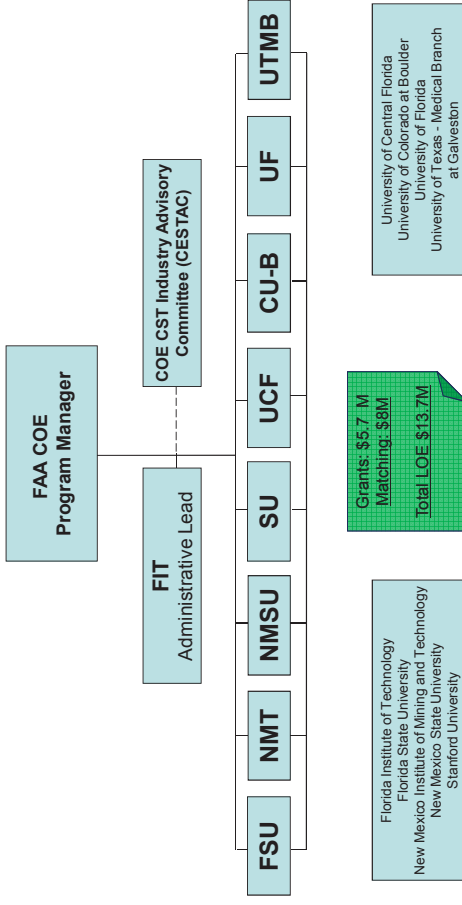 FAA COE
Program Manager
FIT
Administrative Lead
COE CST Industry Advisory
Committee (CESTAC)
FSU
NMT
NMSU
SU
UCF
CU-B
UF
UTMB
Florida Institute of Technology
Florida State University
New Mexico Institute of Mining and Technology
New Mexico State University
Stanford University
Grants: $5.7 M
Matching: $8M
Total LOE $13.7M
University of Central Florida
University of Colorado at Boulder
University of Florida
University of Texas - Medical Branch
at Galveston